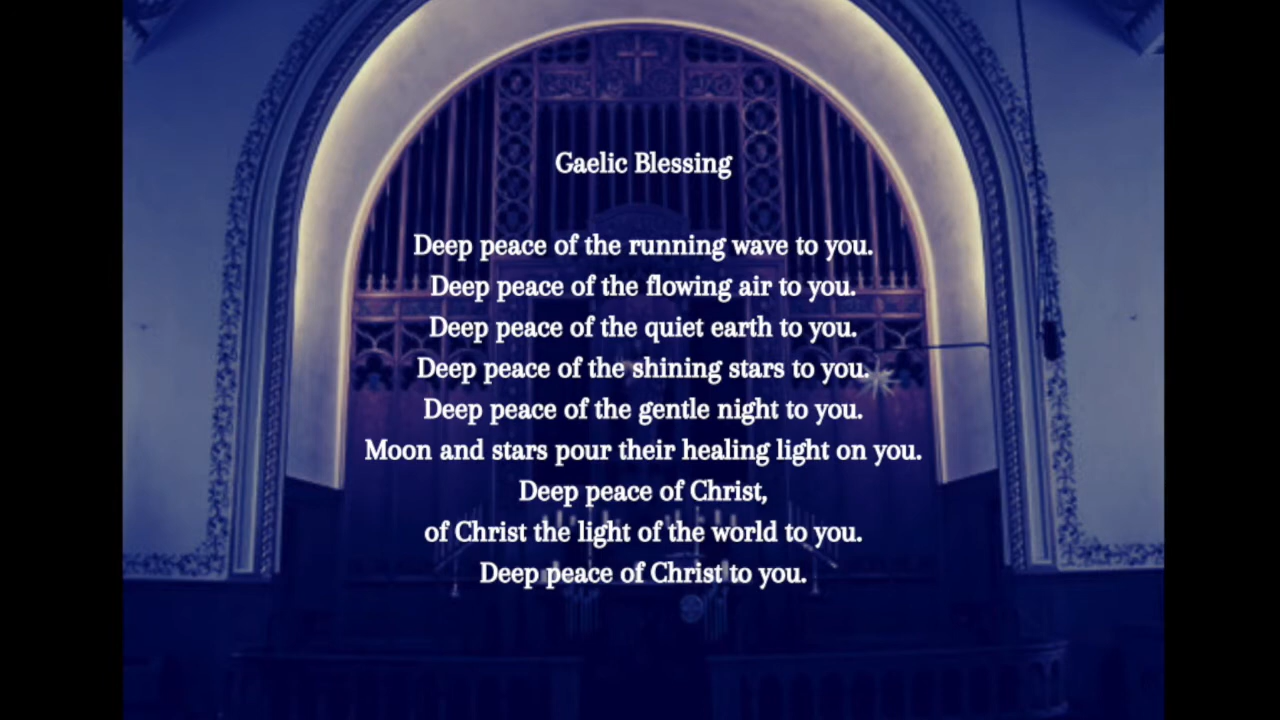 Gaelic Blessing
Deep peace of the running wave to you.
Deep peace of the flowing air to you.
Deep peace of the quiet earth to you.
Deep peace of the shining stars to you.
Deep peace of the gentle night to you.
Moon and stars pour their healing light on you.
Deep peace of Christ,
of Christ the light of the world to you.
Deep peace of Christ to you.